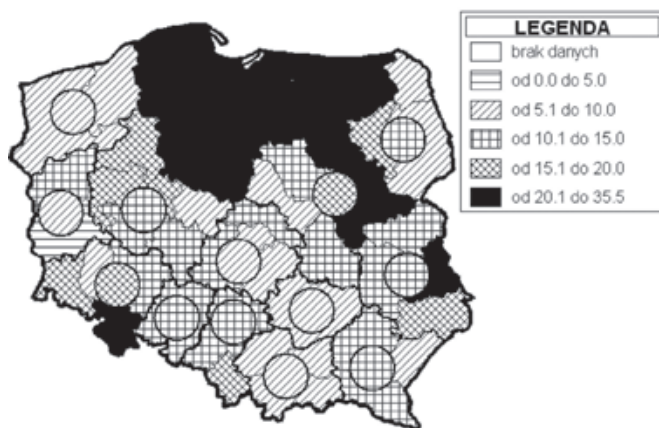 LEGENDA
brak danych
od 0.0 do 5.0
od 5.1 do 10.0
od 10.1 do 15.0
od 15.1 do 20.0
od 20.1 do 35.5